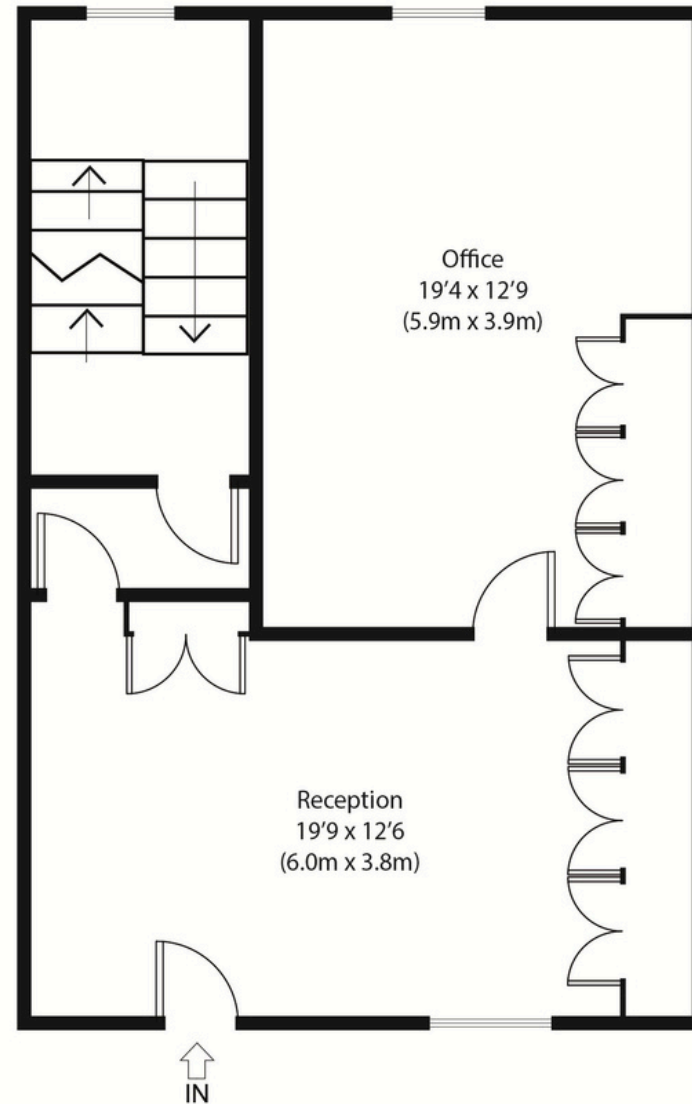 Office
19’4 x 12’9
(5.9m x 3.9m)
Reception
19’9 x 12’6
(6.0m x 3.8m)
IN